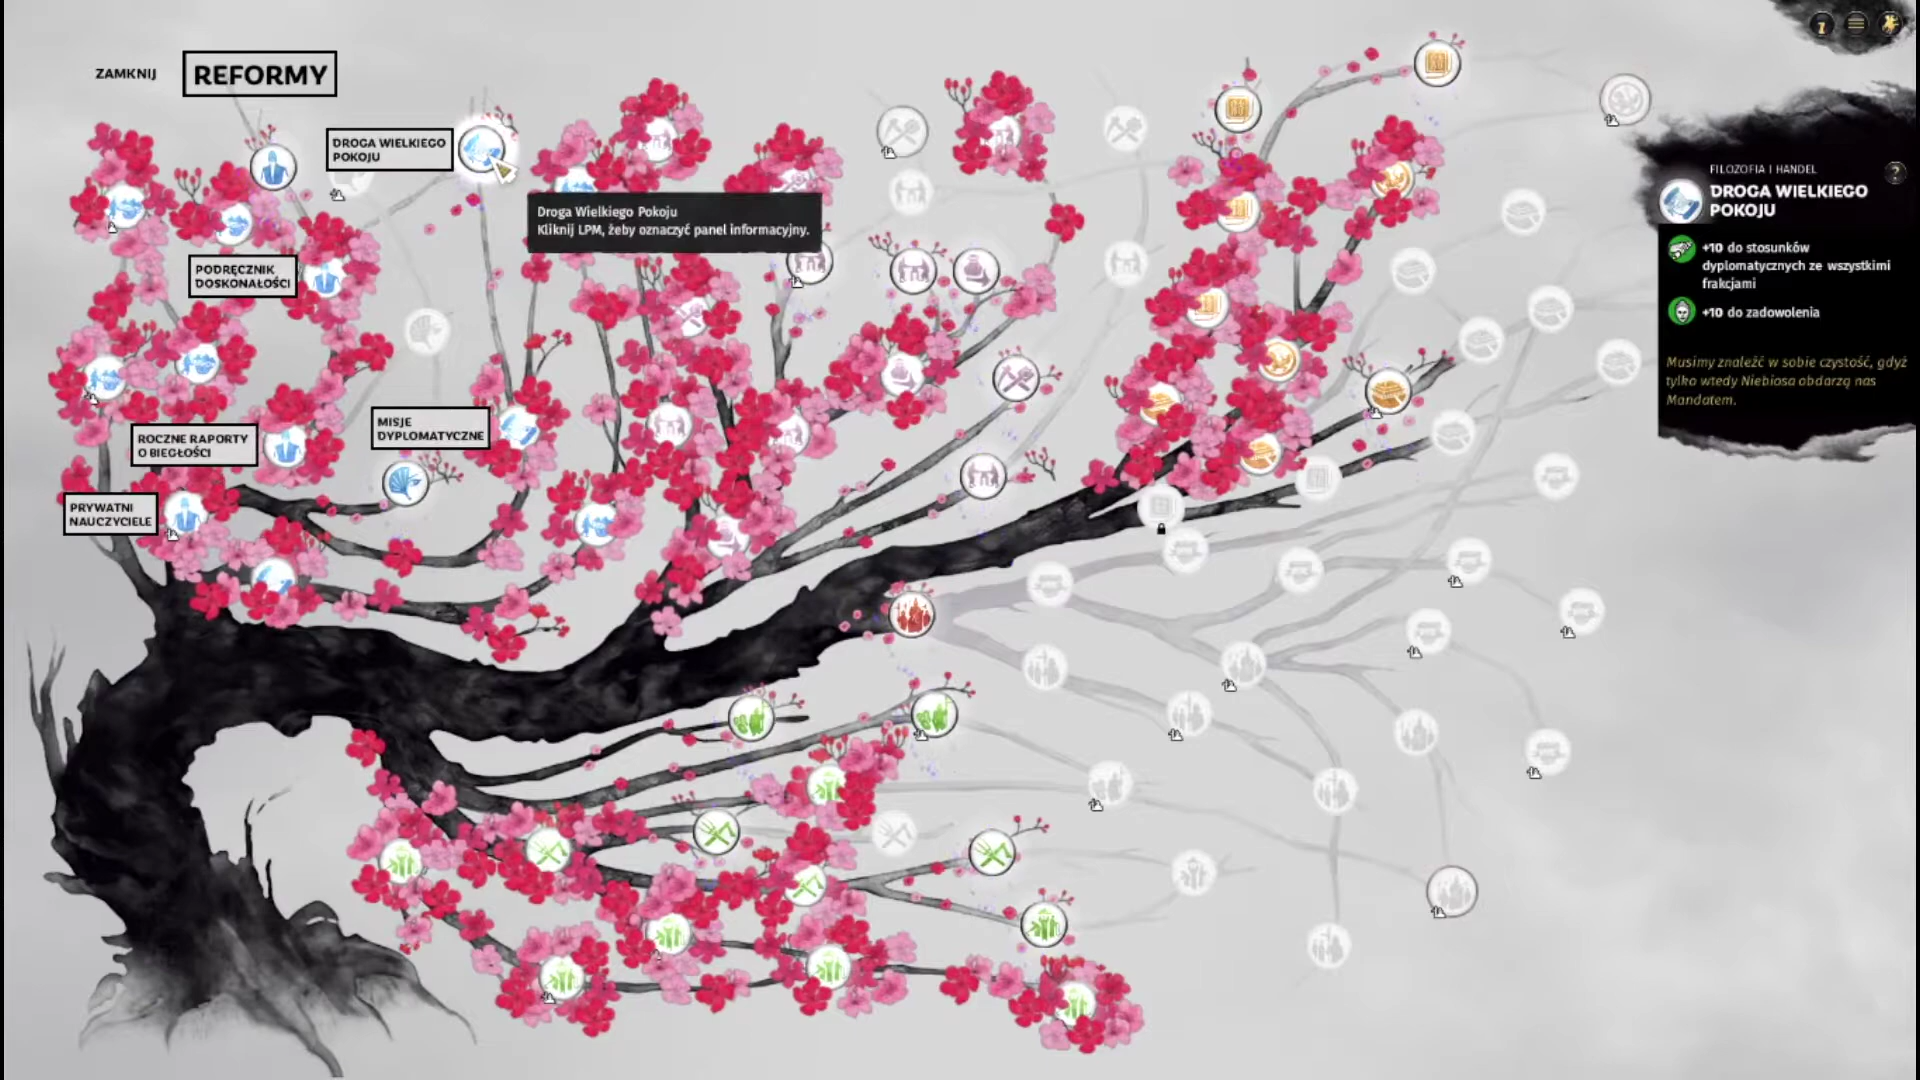 ZAMKNIJ
REFORMY
DROGA WIELKIEGO
POKOJU
Droga Wielkiego Pokoju
Kliknij LPM, żeby oznaczyć panel informacyjny.
PODRĘCZNIK
DOSKONAŁOŚCI
ROCZNE RAPORTY
O BIEGŁOŚCI
MISJE
DYPLOMATYCZNE
PRYWATNI
NAUCZYCIELE
FILOZOFIA I HANDEL
?
DROGA WIELKIEGO
POKOJU
+10 do stosunków
dyplomatycznych ze wszystkimi
frakcjami
+10 do zadowolenia
Musimy znaleźć w sobie czystość, gdyż
tylko wtedy Niebiosa obdarzą nas
Mandatem.